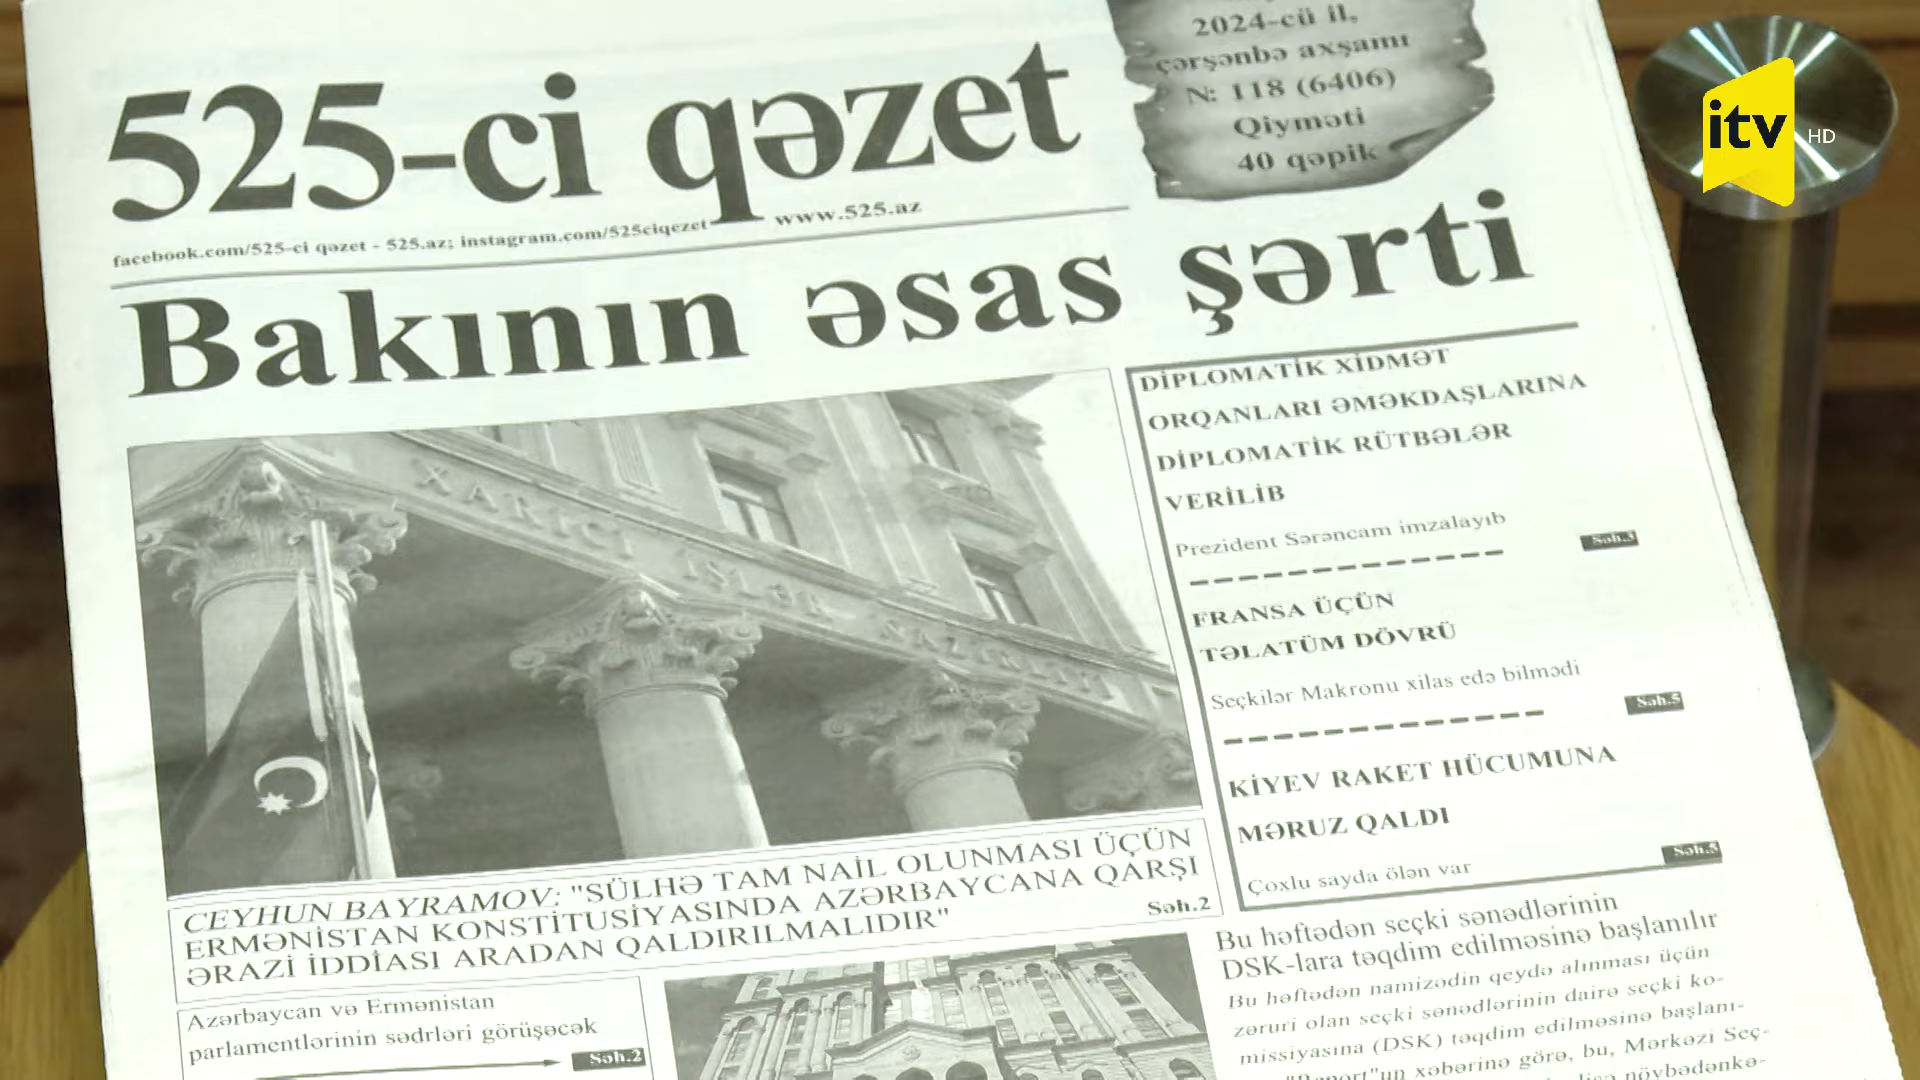 2024-cü il,
çərşənbə axşamı
N: 118 (6406)
Qiyməti
40 qəpik
itv HD
525-ci qəzet
facebook.com/525-ci qəzet - 525.az; instagram.com/525ciqezet
www.525.az
Bakının əsas şərti
XARİCİ İŞLƏR NAZİRLİYİ
CEYHUN BAYRAMOV: "SÜLHƏ TAM NAİL OLUNMASI ÜÇÜN
ERMƏNİSTAN KONSTİTUSİYASINDA AZƏRBAYCANA QARŞI
ƏRAZİ İDDİASI ARADAN QALDIRILMALIDIR"
Səh.2
Azərbaycan və Ermənistan
parlamentlərinin sədrləri görüşəcək
Səh.2
DİPLOMATİK XİDMƏT
ORQANLARI ƏMƏKDAŞLARINA
DİPLOMATİK RÜTBƏLƏR
VERİLİB
Prezident Sərəncam imzalayıb
Səh.3
FRANSA ÜÇÜN
TƏLATÜM DÖVRÜ
Seçkilər Makronu xilas edə bilmədi
Səh.5
KİYEV RAKET HÜCUMUNA
MƏRUZ QALDI
Çoxlu sayda ölən var
Səh.5
Bu həftədən seçki sənədlərinin
DSK-lara təqdim edilməsinə başlanılır
Bu həftədən namizədin qeydə alınması üçün
zəruri olan seçki sənədlərinin dairə seçki ko-
missiyasına (DSK) təqdim edilməsinə başlanı-
"Report"un xəbərinə görə, bu, Mərkəzi Seç-
növbədənkə-